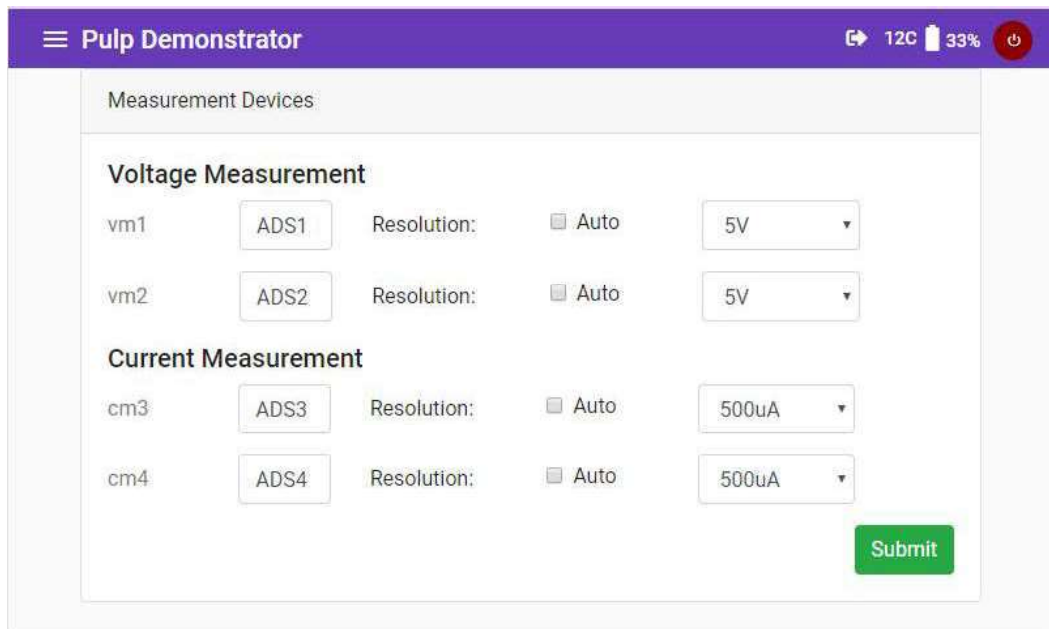 Pulp Demonstrator 12C 33%
Measurement Devices
Voltage Measurement
vm1 ADS1 Resolution: Auto 5V
vm2 ADS2 Resolution: Auto 5V
Current Measurement
cm3 ADS3 Resolution: Auto 500uA
cm4 ADS4 Resolution: Auto 500uA
Submit